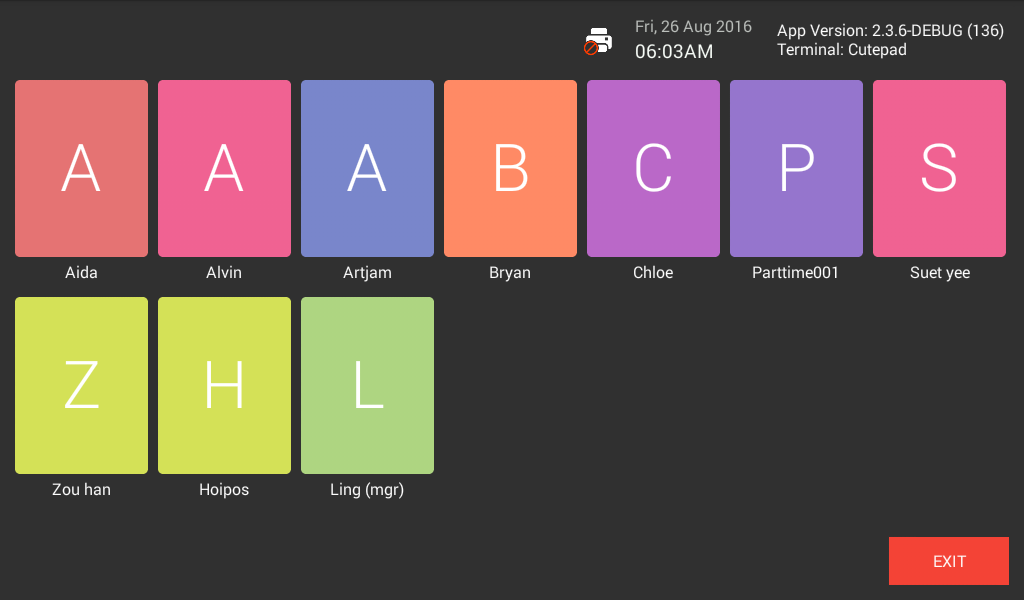 Fri, 26 Aug 2016
06:03AM
App Version: 2.3.6-DEBUG (136)
Terminal: Cutepad
A A A B C P S
Aida Alvin Artjam Bryan Chloe Parttime001 Suet yee
Z H L
Zou han Hoipos Ling (mgr)
EXIT